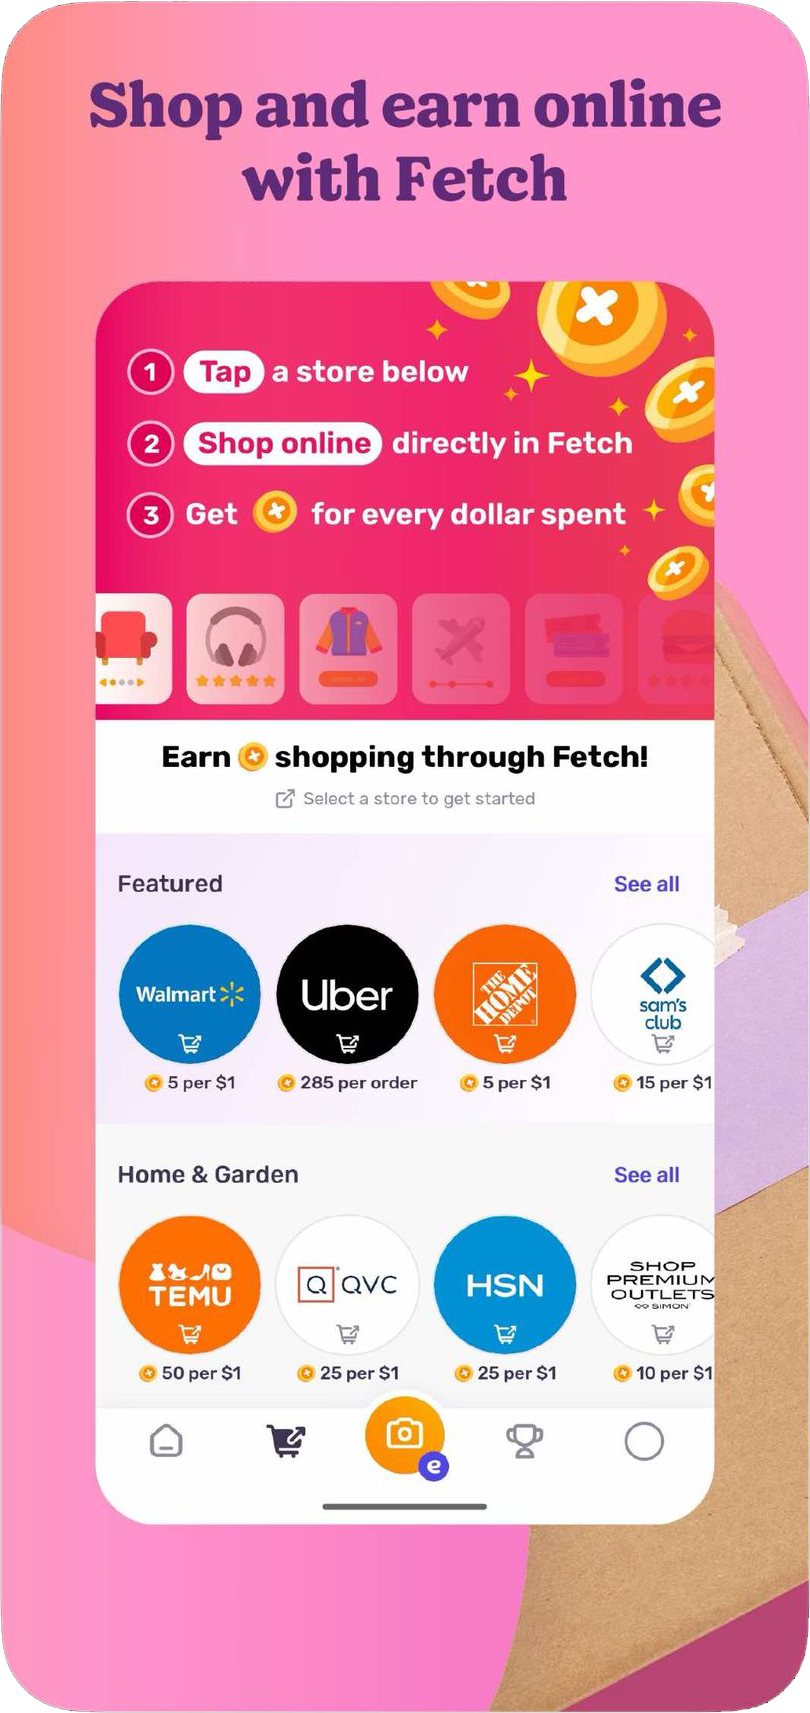 Shop and earn online
with Fetch
1 Tap a store below
2 Shop online directly in Fetch
3 Get for every dollar spent
Earn shopping through Fetch!
Select a store to get started
Featured See all
Walmart
Uber
THE
HOME
DEPOT
sam's
club
5 per $1
285 per order
5 per $1
15 per $1
Home & Garden See all
TEMU
Q QVC
HSN
SHOP
PREMIUM
OUTLETS
SIMON
50 per $1
25 per $1
25 per $1
10 per $1
e